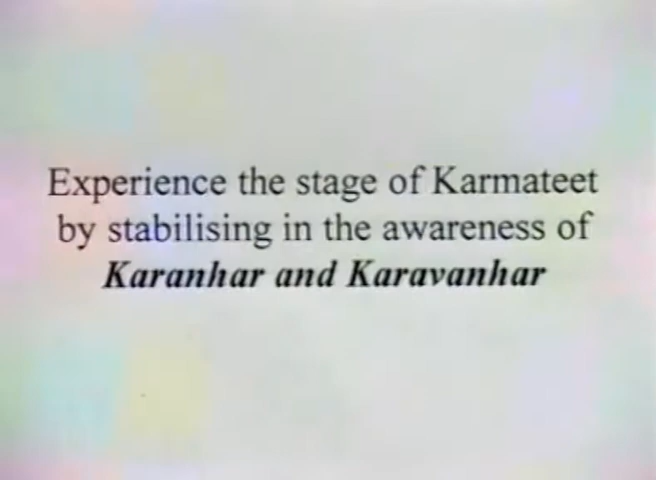 Experience the stage of Karmateet
by stabilising in the awareness of
Karanhar and Karavanhar